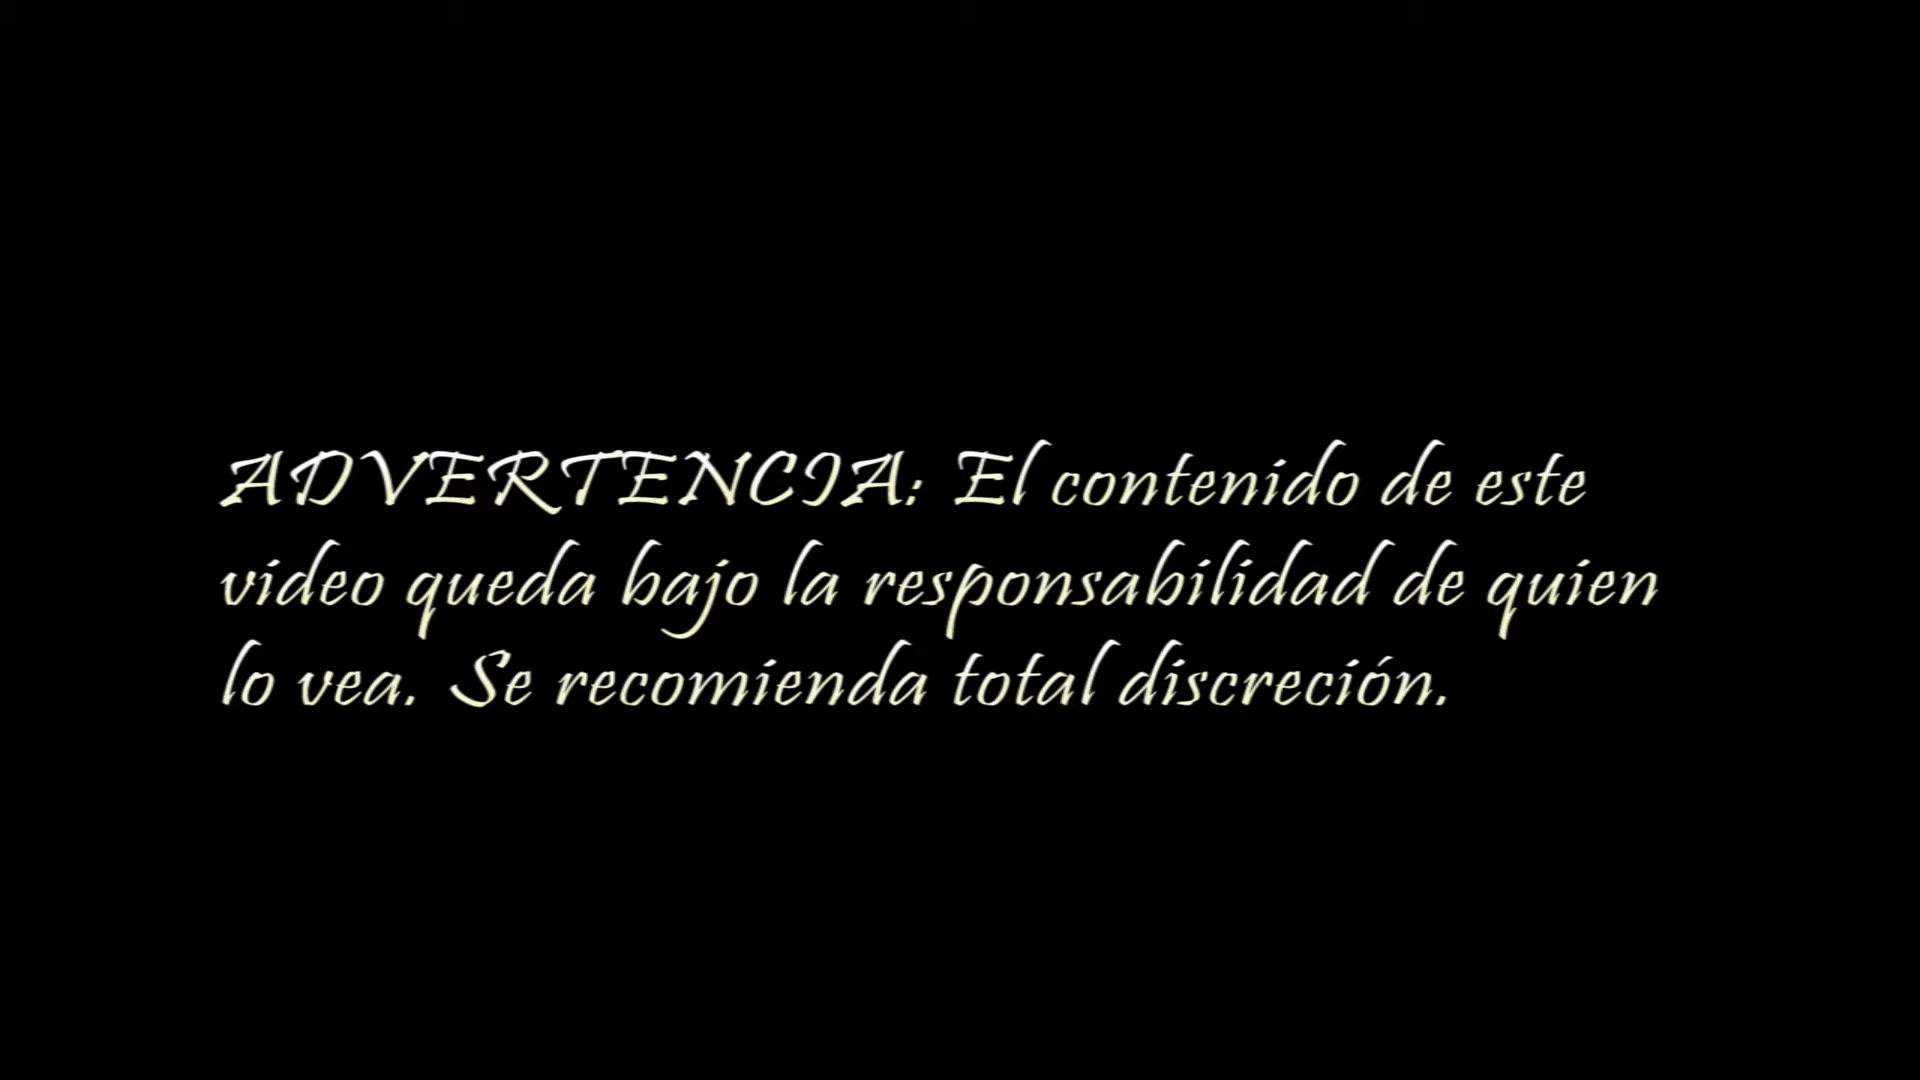 ADVERTENCIA: El contenido de este
video queda bajo la responsabilidad de quien
lo vea. Se recomienda total discreción.